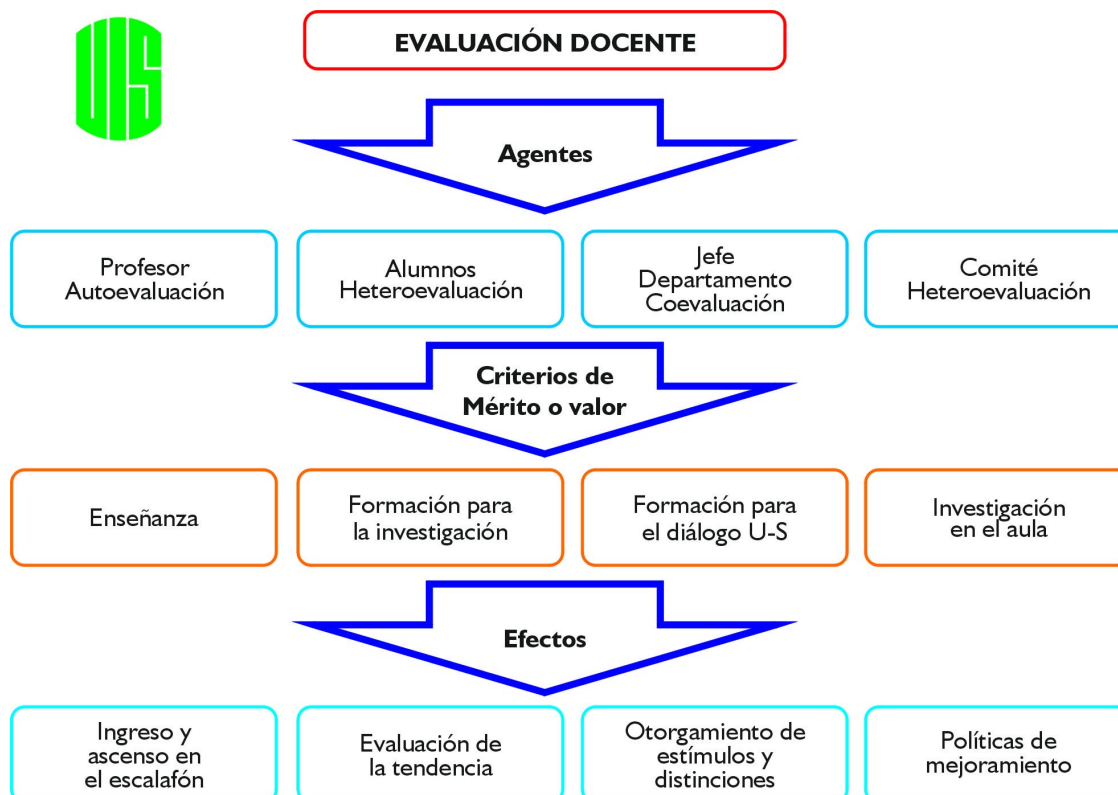 UIS
EVALUACIÓN DOCENTE
Agentes
Profesor
Autoevaluación
Alumnos
Heteroevaluación
Jefe
Departamento
Coevaluación
Comité
Heteroevaluación
Criterios de
Mérito o valor
Enseñanza
Formación para
la investigación
Formación para
el diálogo U-S
Investigación
en el aula
Efectos
Ingreso y
ascenso en
el escalafón
Evaluación de
la tendencia
Otorgamiento de
estímulos y
distinciones
Políticas de
mejoramiento